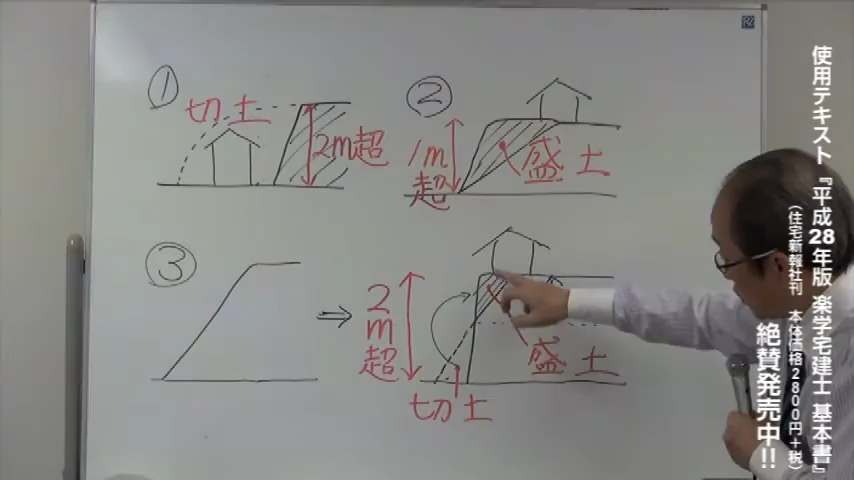 ①
切土
2m超
②
1m
超
盛土
③
⇒
2
m
超
盛土
切土
使用テキスト『平成28年版 楽学宅建士 基本書』
(住宅新報社刊 本体価格2800円+税)
絶賛発売中!!